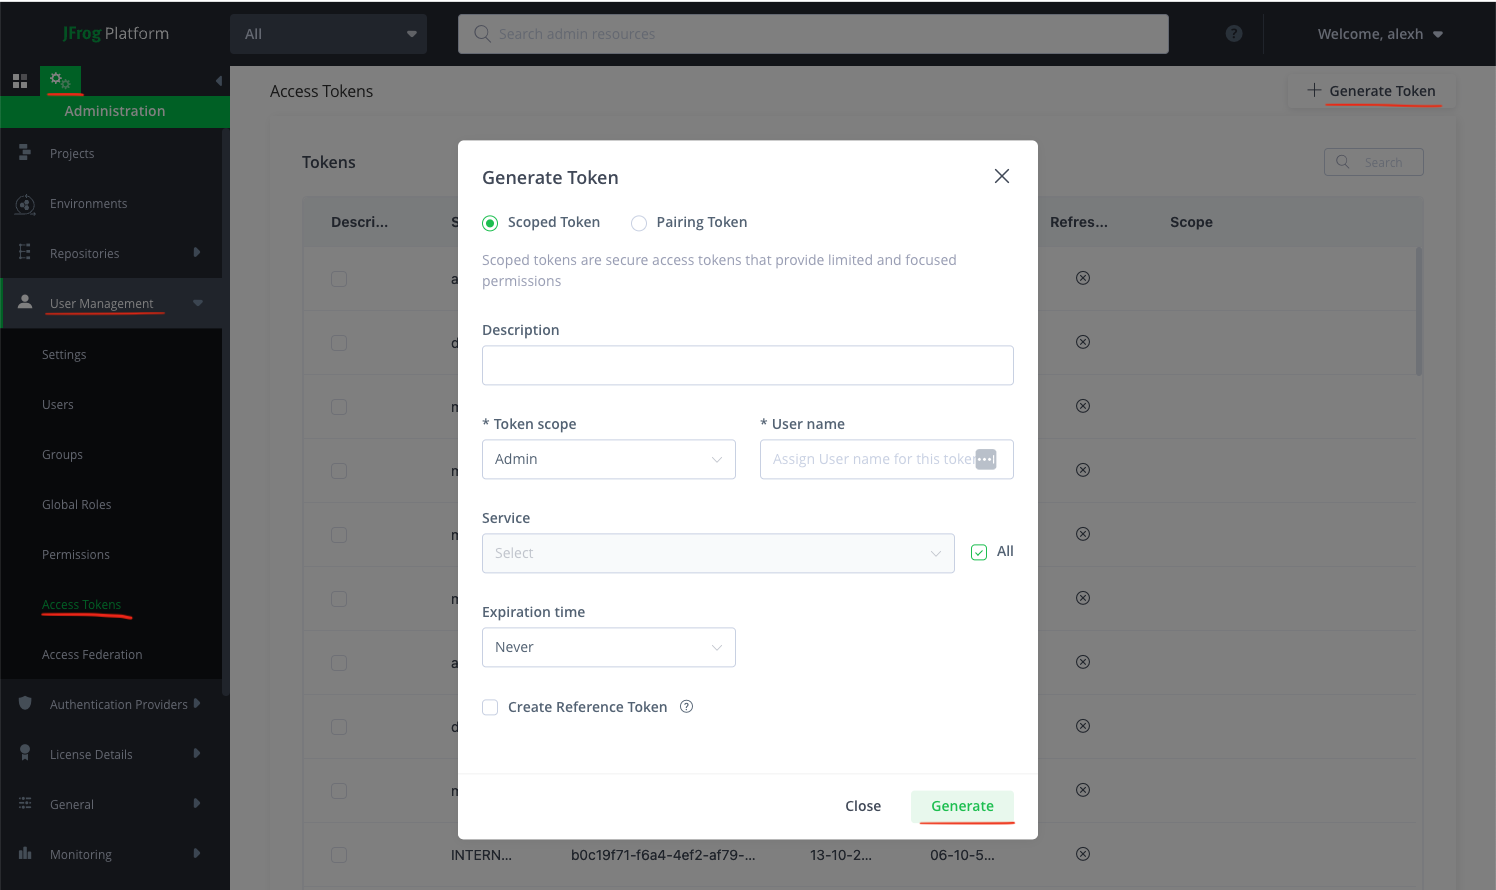 JFrog Platform
All
Search admin resources
?
Welcome, alexh
Administration
Projects
Environments
Repositories
User Management
Settings
Users
Groups
Global Roles
Permissions
Access Tokens
Access Federation
Authentication Providers
License Details
General
Monitoring
Access Tokens
+ Generate Token
Tokens
Search
Descri...
S
Refres...
Scope
a
d
m
m
m
m
a
d
m
INTERN...
b0c19f71-f6a4-4ef2-af79-...
13-10-2...
06-10-5...
Generate Token
Scoped Token
Pairing Token
Scoped tokens are secure access tokens that provide limited and focused
permissions
Description
* Token scope
* User name
Admin
Assign User name for this token
Service
Select
All
Expiration time
Never
Create Reference Token ?
Close
Generate